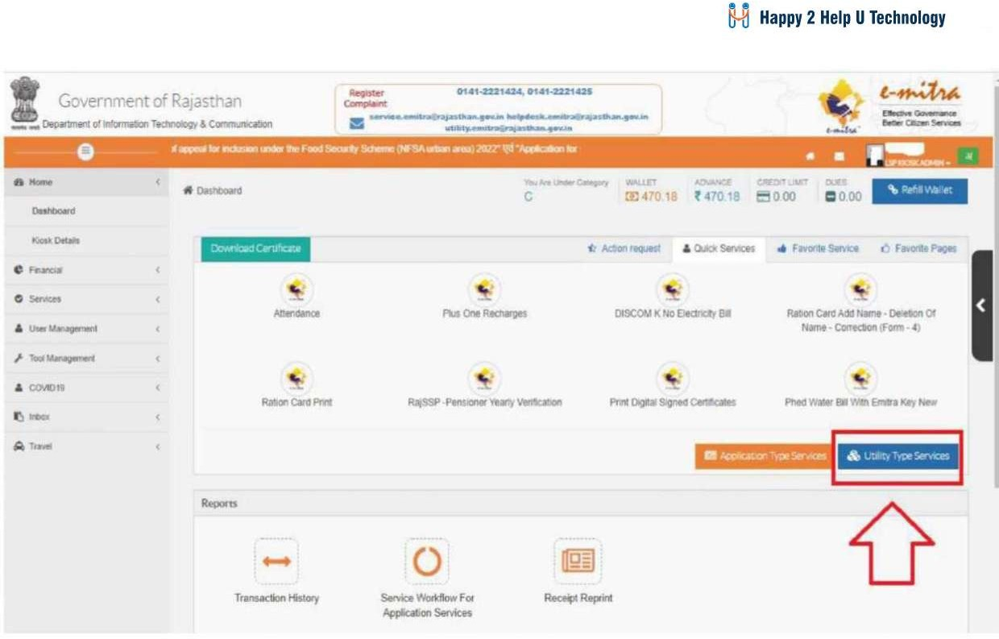 Happy 2 Help U Technology
Government of Rajasthan
Department of Information Technology & Communication
Register Complaint
0141-2221424, 0141-2221425
service.emitra@rajasthan.gov.in helpdesk.emitra@rajasthan.gov.in
utility.emitra@rajasthan.gov.in
e-mitra
e-mitra
Effective Governance
Better Citizen Services
f appeal for inclusion under the Food Security Scheme (NFSA urban area) 2022" एवं "Application for
LSP KIOSK ADMIN
Home
Dashboard
Kiosk Details
Financial
Services
User Management
Tool Management
COVID19
Inbox
Travel
Dashboard
You Are Under Category
C
WALLET
470.18
ADVANCE
₹ 470.18
CREDIT LIMIT
0.00
DUES
0.00
Refill Wallet
Download Certificate
Action request
Quick Services
Favorite Service
Favorite Pages
Attendance
Plus One Recharges
DISCOM K No Electricity Bill
Ration Card Add Name - Deletion Of
Name - Correction (Form - 4)
Ration Card Print
RajSSP -Pensioner Yearly Verification
Print Digital Signed Certificates
Phed Water Bill With Emitra Key New
Application Type Services
Utility Type Services
Reports
Transaction History
Service Workflow For
Application Services
Receipt Reprint